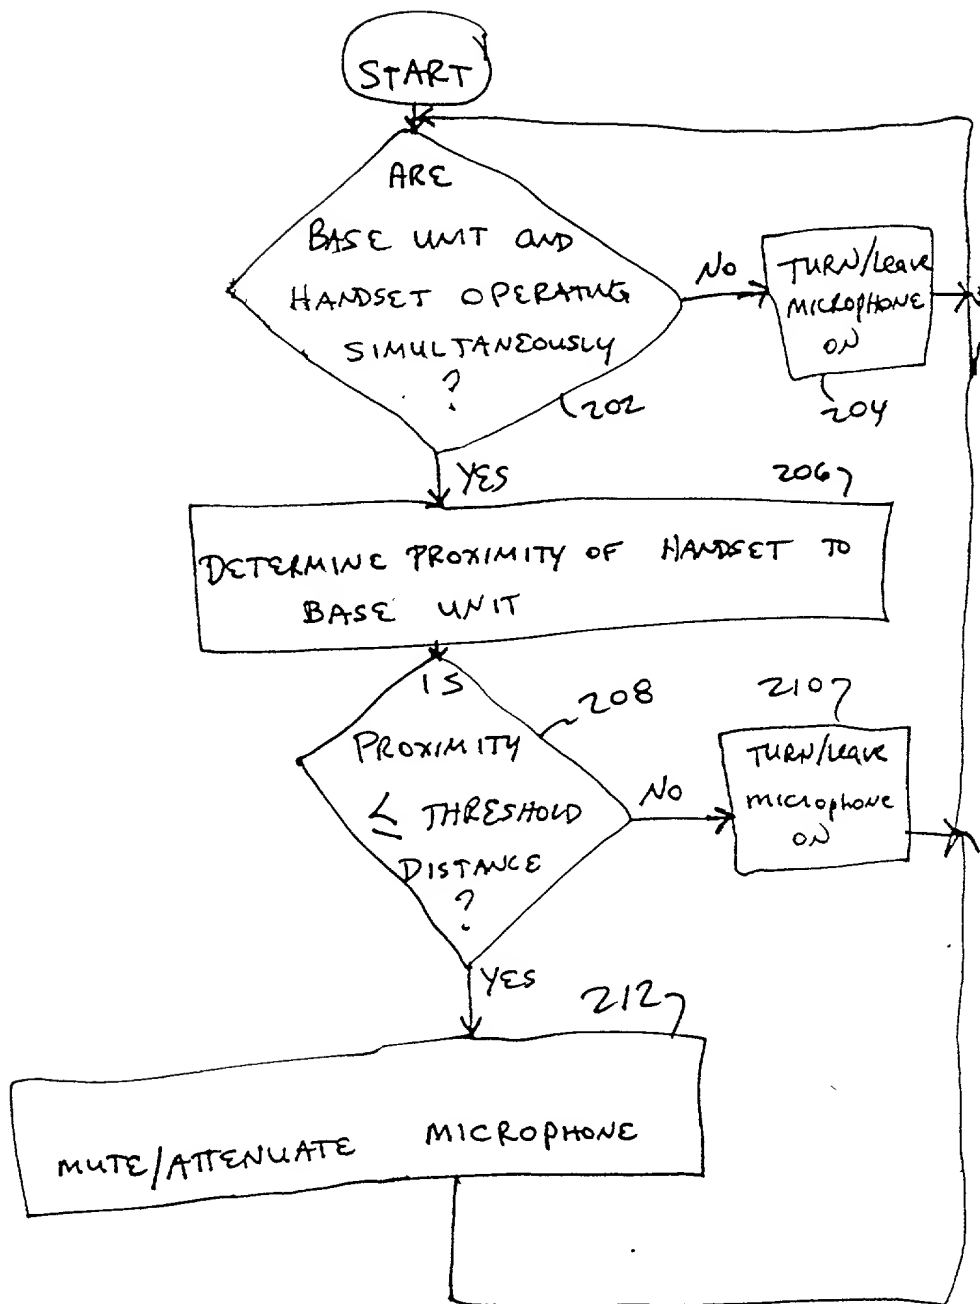 START
ARE
BASE UNIT AND
HANDSET OPERATNG
SIMULTANEOUSLY
?
202
NO
TURN/Leave
MICROPHONE
ON
204
YES
206
DETERMINE PROXIMITY OF HANDSET TO
BASE UNIT
IS
PROXIMITY
≤ THRESHOLD
DISTANCE
?
208
NO
210
TURN/Leave
MICROPHONE
ON
YES
212
MUTE/ATTENUATE MICROPHONE